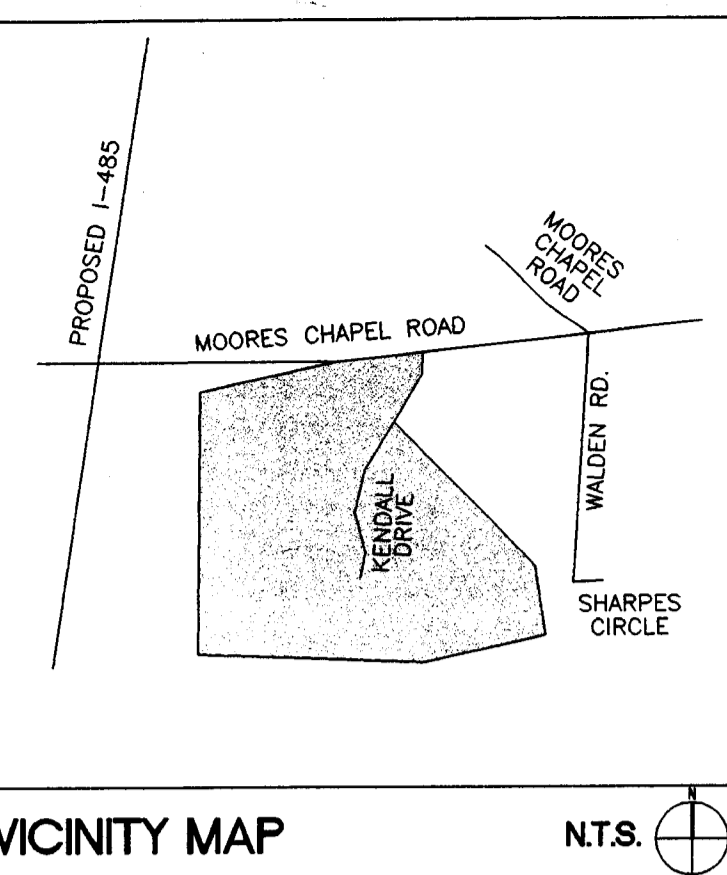 PROPOSED I-485
MOORES
CHAPEL
ROAD
MOORES CHAPEL ROAD
WALDEN RD.
KENDALL
DRIVE
SHARPES
CIRCLE
VICINITY MAP
N.T.S.
N